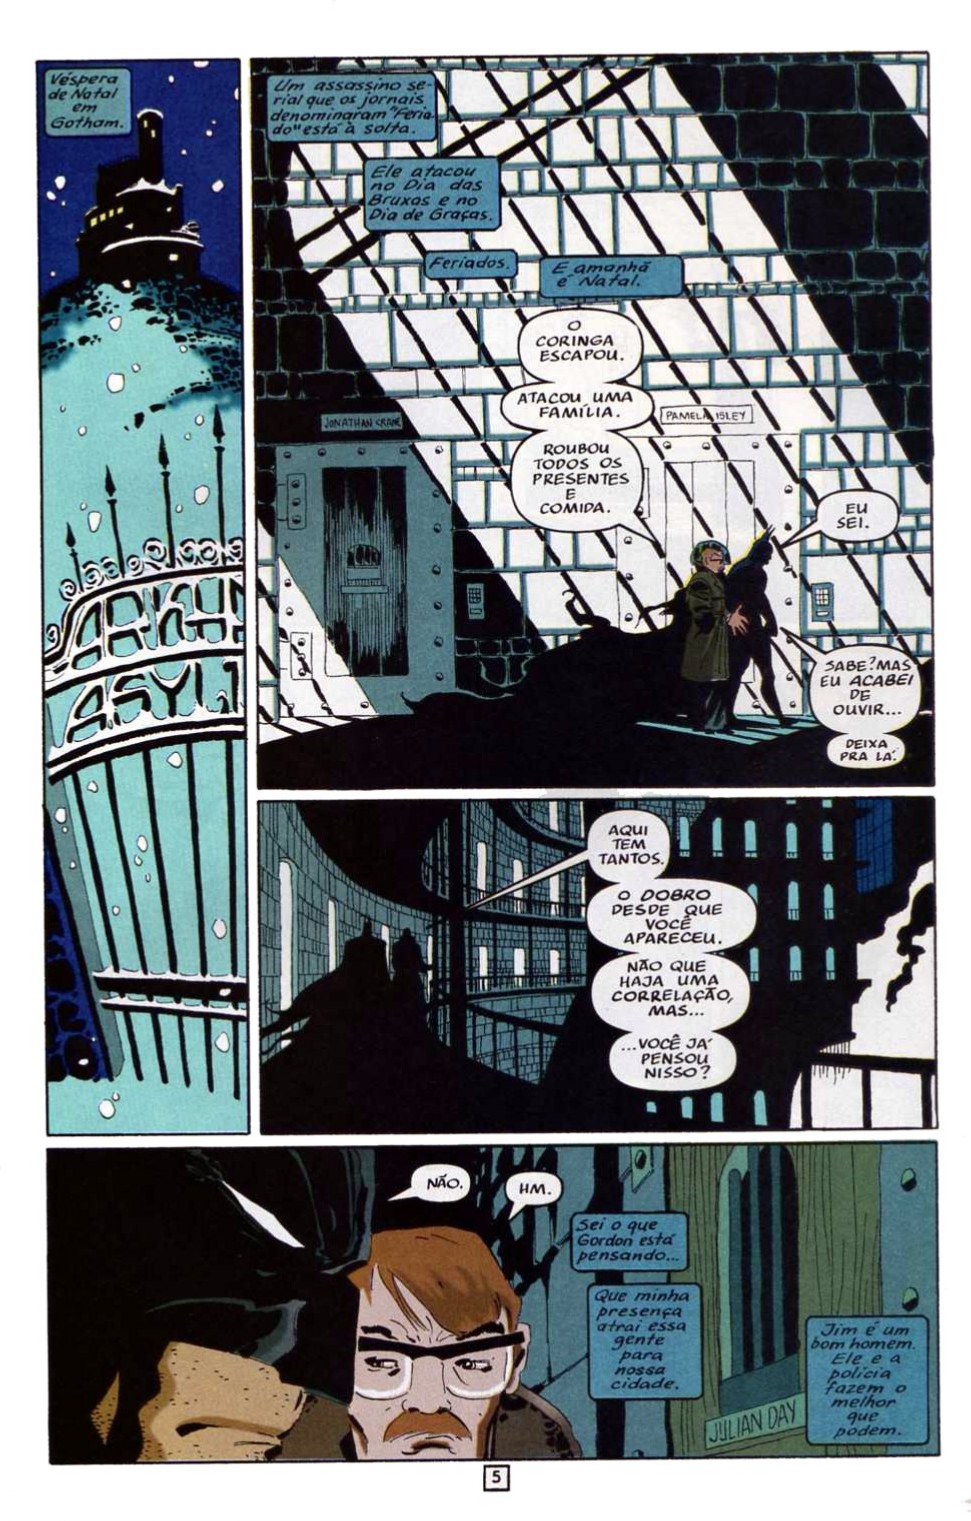 Véspera
de Natal
em
Gotham.
ARKH
ASYL
Um assassino se-
rial que os jornais
denominaram "Feria-
do" está à solta.
Ele atacou
no Dia das
Bruxas e no
Dia de Graças.
Feriados.
E amanhã
é Natal.
O
CORINGA
ESCAPOU.
ATACOU UMA
FAMÍLIA.
ROUBOU
TODOS OS
PRESENTES
E
COMIDA.
JONATHAN CRANE
PAMELA ISLEY
EU
SEI.
SABE? MAS
EU ACABEI
DE
OUVIR...
DEIXA
PRA LÁ.
AQUI
TEM
TANTOS.
O DOBRO
DESDE QUE
VOCÊ
APARECEU.
NÃO QUE
HAJA UMA
CORRELAÇÃO,
MAS...
...VOCÊ JÁ
PENSOU
NISSO?
NÃO.
HM.
Sei o que
Gordon está
pensando...
Que minha
presença
atrai essa
gente
para
nossa
cidade.
Jim é um
bom homem.
Ele e a
polícia
fazem o
melhor
que
podem.
JULIAN DAY
5